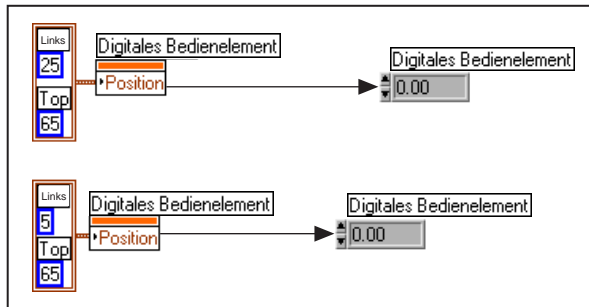 Links
25
Top
65
Digitales Bedienelement
Position
Digitales Bedienelement
0.00
Links
5
Top
65
Digitales Bedienelement
Position
Digitales Bedienelement
0.00